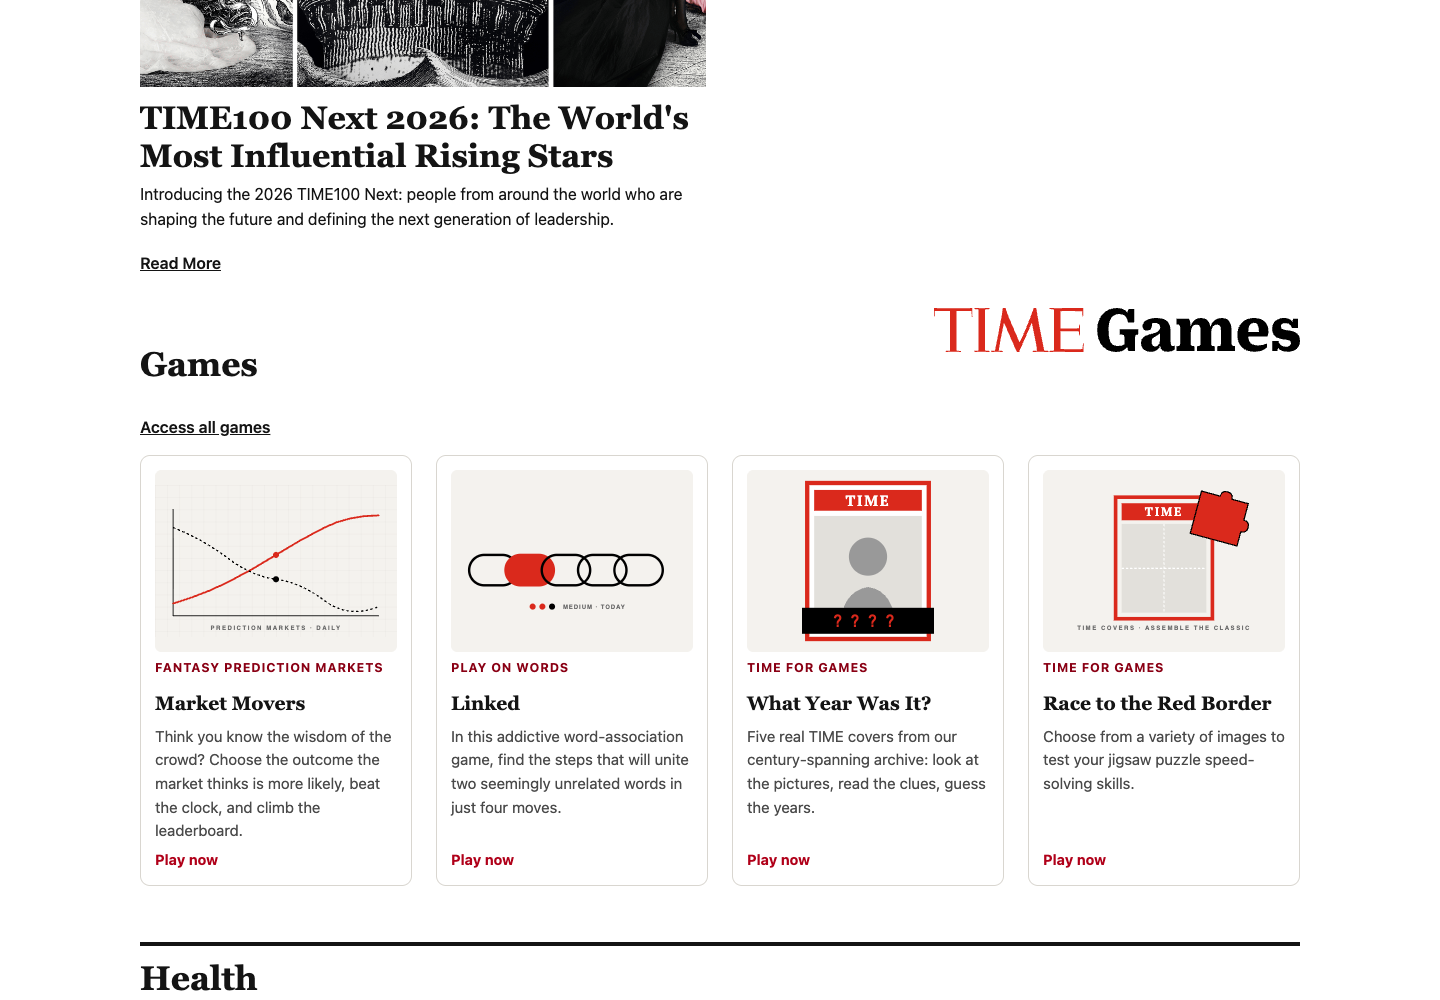 TIME100 Next 2026: The World's
Most Influential Rising Stars
Introducing the 2026 TIME100 Next: people from around the world who are
shaping the future and defining the next generation of leadership.
Read More
TIME Games
Games
Access all games
PREDICTION MARKETS · DAILY
FANTASY PREDICTION MARKETS
Market Movers
Think you know the wisdom of the
crowd? Choose the outcome the
market thinks is more likely, beat
the clock, and climb the
leaderboard.
Play now
MEDIUM · TODAY
PLAY ON WORDS
Linked
In this addictive word-association
game, find the steps that will unite
two seemingly unrelated words in
just four moves.
Play now
TIME
? ? ? ?
TIME FOR GAMES
What Year Was It?
Five real TIME covers from our
century-spanning archive: look at
the pictures, read the clues, guess
the years.
Play now
TIME
TIME COVERS · ASSEMBLE THE CLASSIC
TIME FOR GAMES
Race to the Red Border
Choose from a variety of images to
test your jigsaw puzzle speed-
solving skills.
Play now
Health